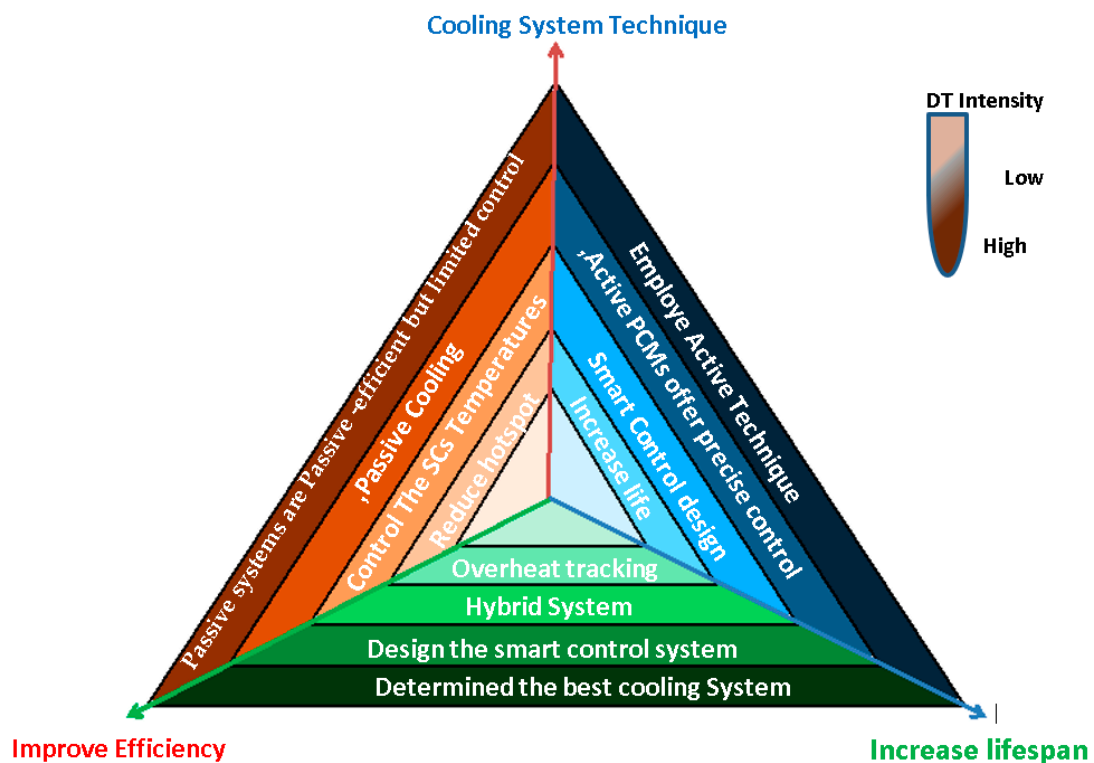 Cooling System Technique
DT Intensity
Low
High
Passive systems are Passive -efficient but limited control
,Passive Cooling
Control The SCs Temperatures
Reduce hotspot
Employe Active Technique
,Active PCMs offer precise control
Smart Control design
Increase life
Overheat tracking
Hybrid System
Design the smart control system
Determined the best cooling System
Improve Efficiency
Increase lifespan